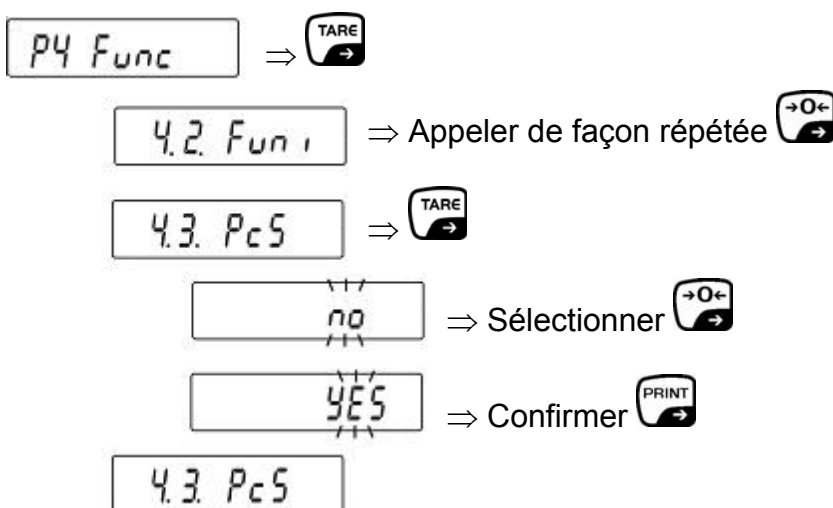 P4 Func ⇒ TARE
4.2. Fun i ⇒ Appeler de façon répétée →0←
4.3. PcS ⇒ TARE
no ⇒ Sélectionner →0←
YES ⇒ Confirmer PRINT
4.3. PcS